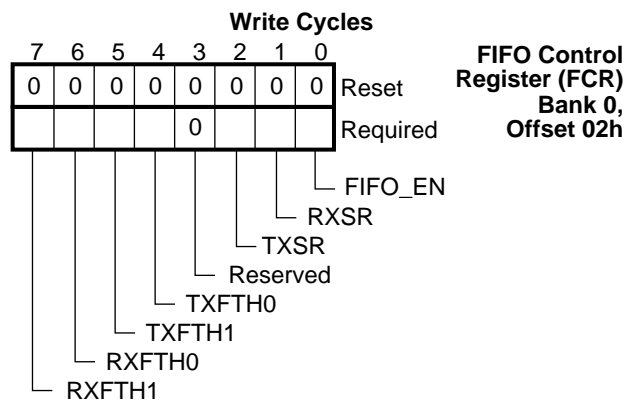 Write Cycles
7 6 5 4 3 2 1 0
0 0 0 0 0 0 0 0 Reset
0 Required
FIFO Control
Register (FCR)
Bank 0,
Offset 02h
FIFO_EN
RXSR
TXSR
Reserved
TXFTH0
TXFTH1
RXFTH0
RXFTH1